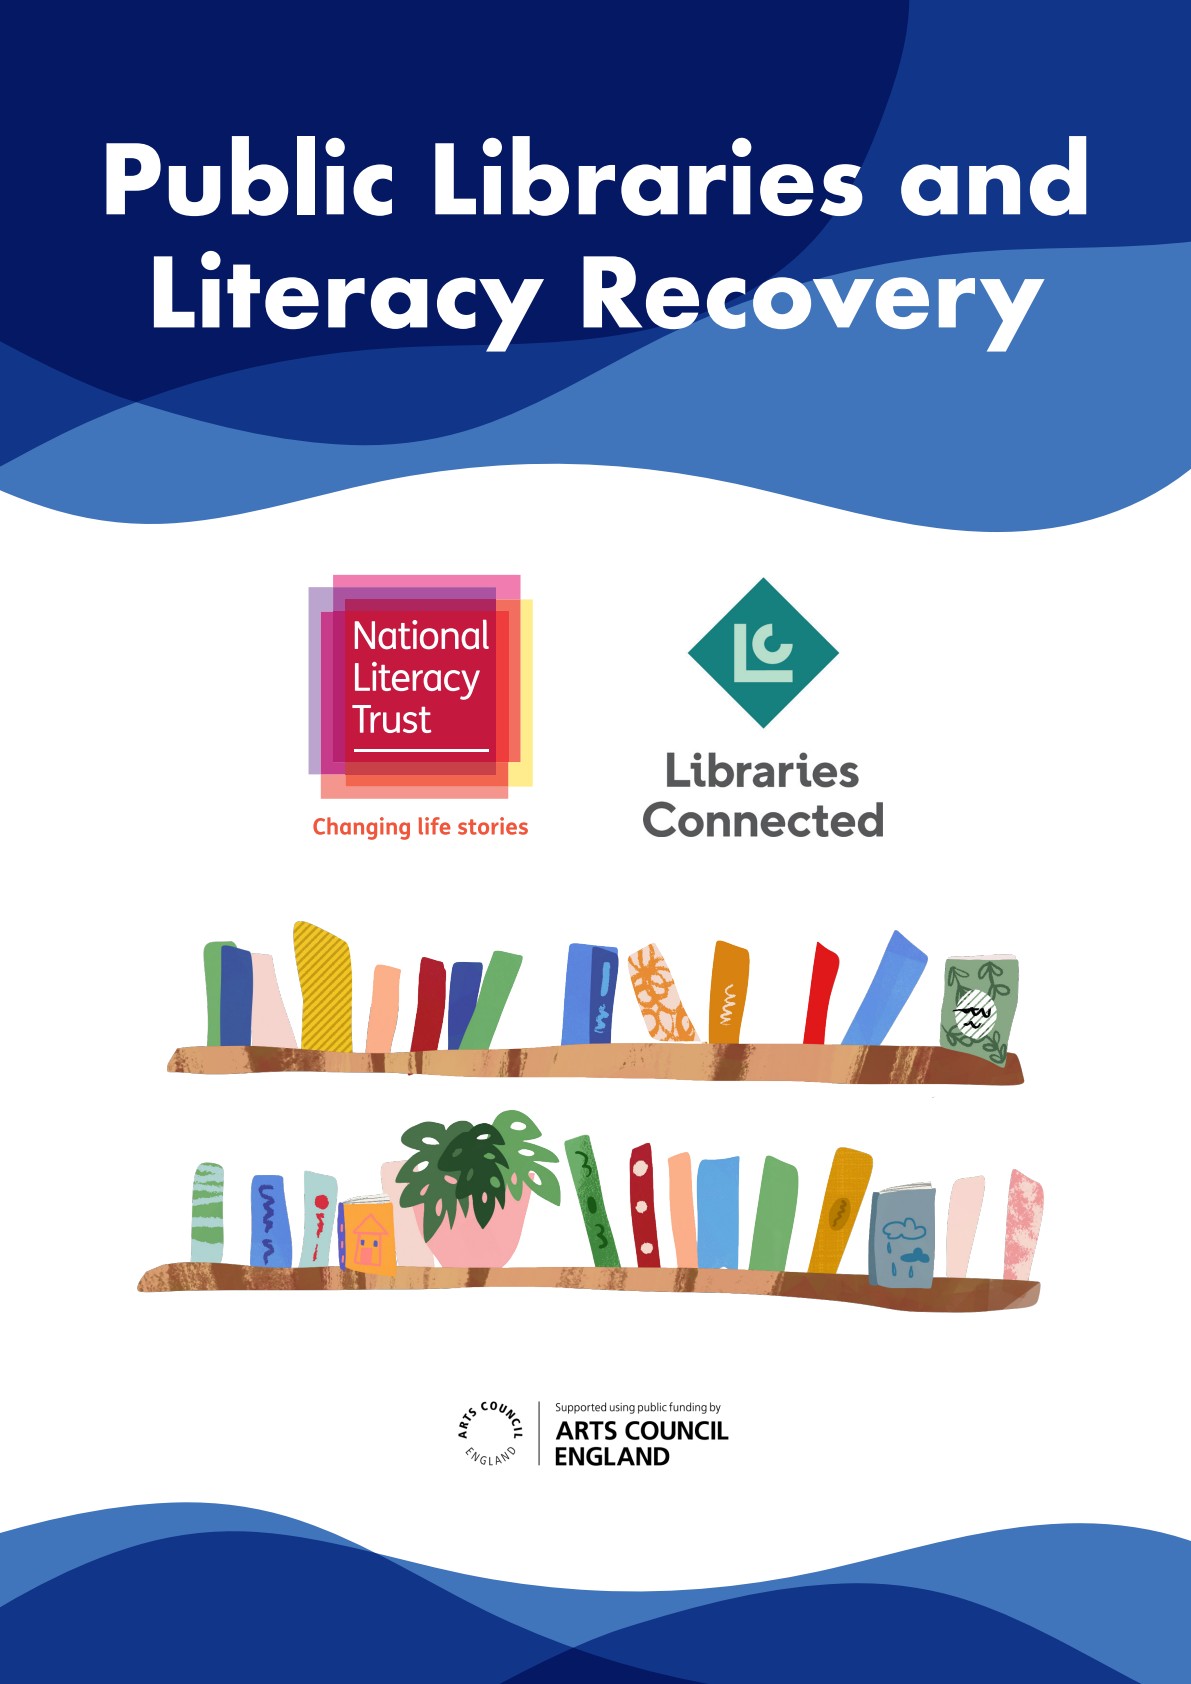 Public Libraries and
Literacy Recovery
National
Literacy
Trust
Changing life stories
LC
Libraries
Connected
ARTS COUNCIL
ENGLAND
Supported using public funding by
ARTS COUNCIL
ENGLAND